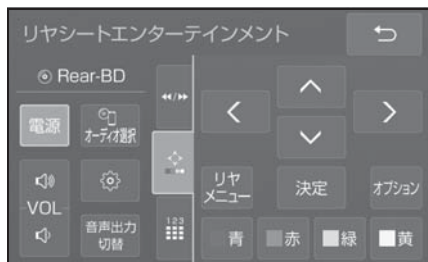 リヤシートエンターテインメント
Rear-BD
電源
オーディオ選択
VOL
音声出力
切替
123
リヤ
メニュー
決定
オプション
青
赤
緑
黄